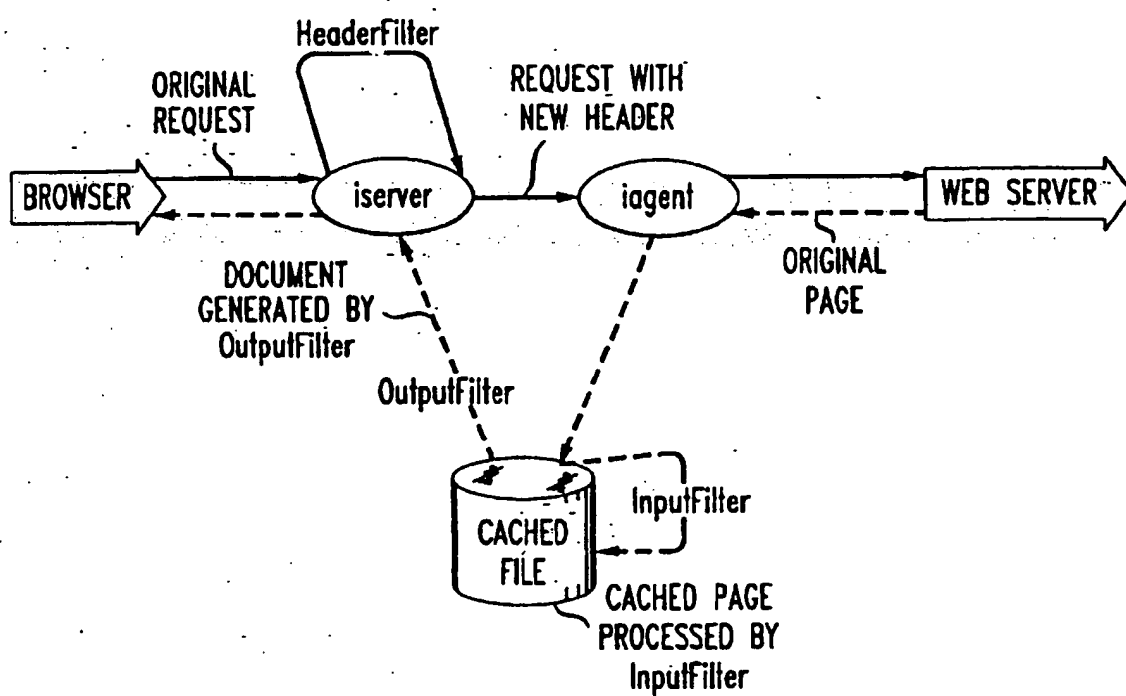 HeaderFilter
ORIGINAL
REQUEST
REQUEST WITH
NEW HEADER
BROWSER
iserver
iagent
WEB SERVER
DOCUMENT
GENERATED BY
OutputFilter
ORIGINAL
PAGE
OutputFilter
InputFilter
CACHED
FILE
CACHED PAGE
PROCESSED BY
InputFilter